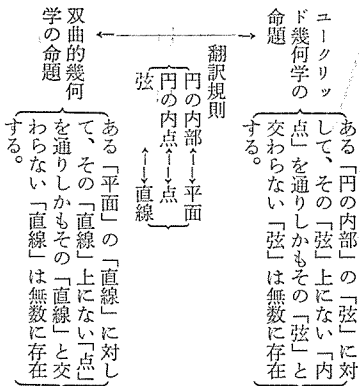 ユークリッ
ド幾何学の
命題
ある「円の内部」の「弦」に対
して、その「弦」上にない「内
点」を通りしかもその「弦」と
交わらない「弦」は無数に存在
する。
翻訳規則
円の内部←→平面
円の内点←→点
弦←→直線
双曲的幾何
学の命題
ある「平面」の「直線」に対し
て、その「直線」上にない「点」
を通りしかもその「直線」と交
わらない「直線」は無数に存在
する。